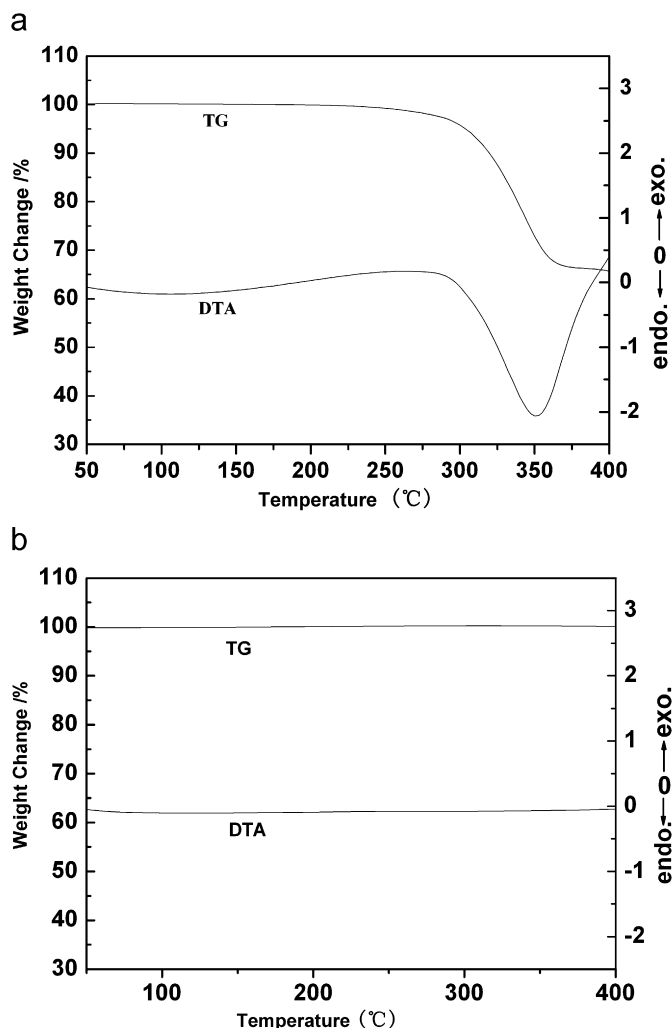 a
110
100
90
80
70
60
50
40
30
Weight Change /%
TG
DTA
3
2
1
0
-1
-2
endo.←0→exo.
50 100 150 200 250 300 350 400
Temperature （℃）
b
110
100
90
80
70
60
50
40
30
Weight Change /%
TG
DTA
3
2
1
0
-1
-2
endo.←0→exo.
100 200 300 400
Temperature（℃）